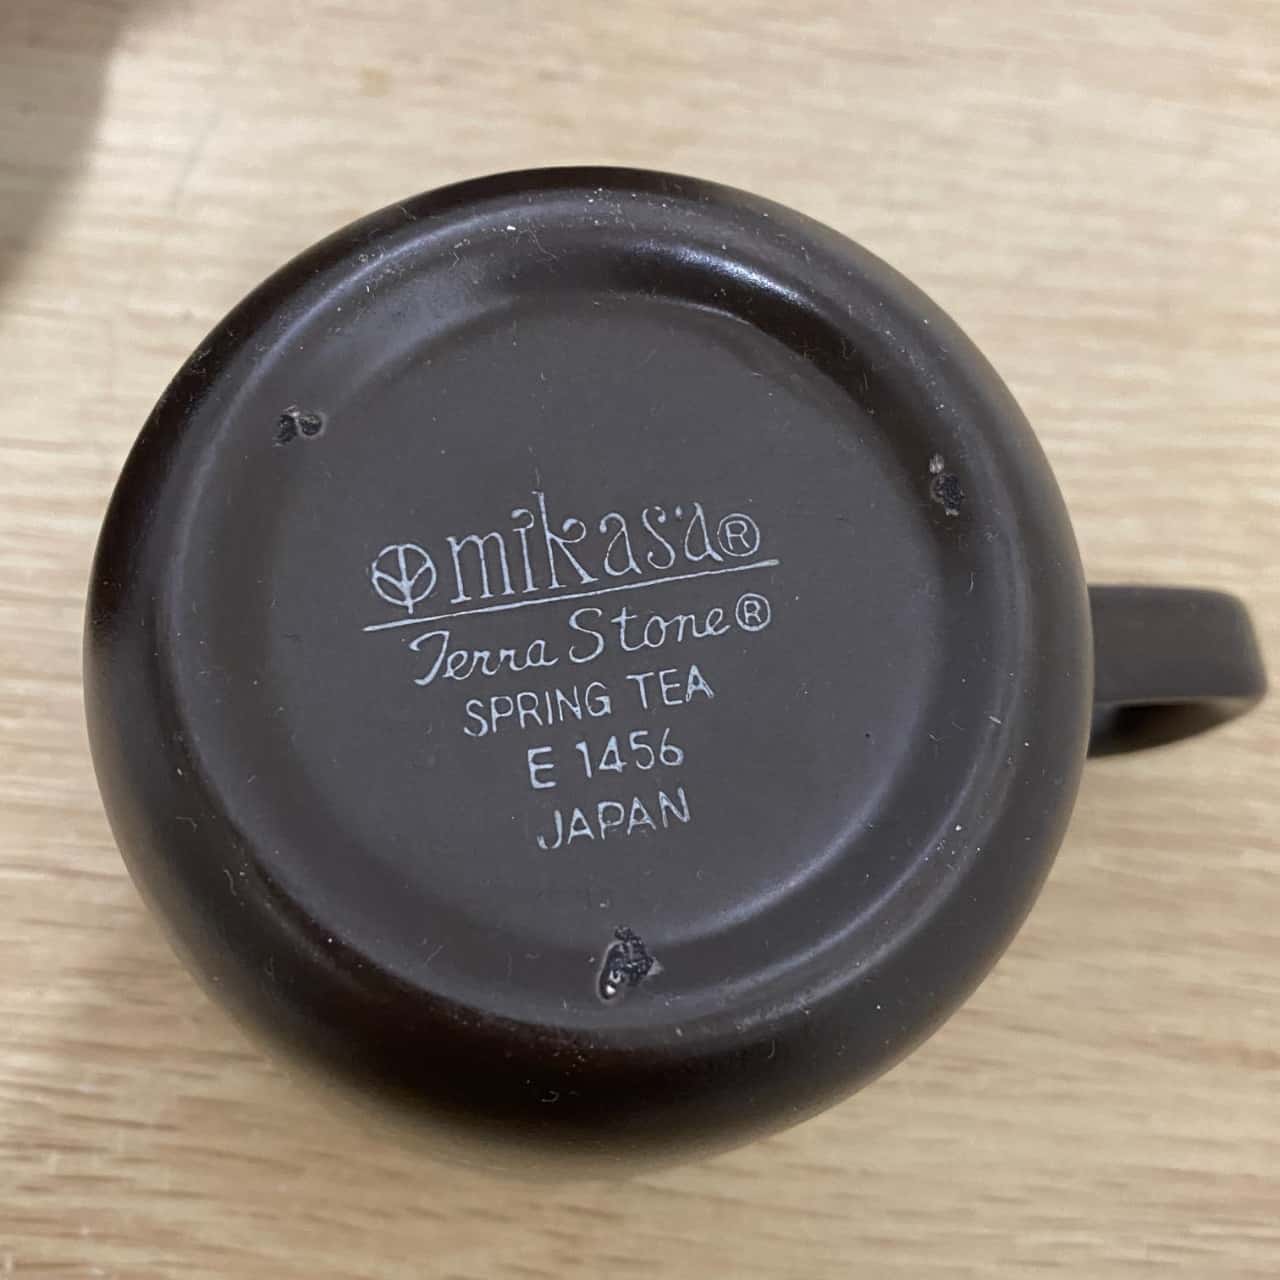 mikasa®
Terra Stone®
SPRING TEA
E 1456
JAPAN